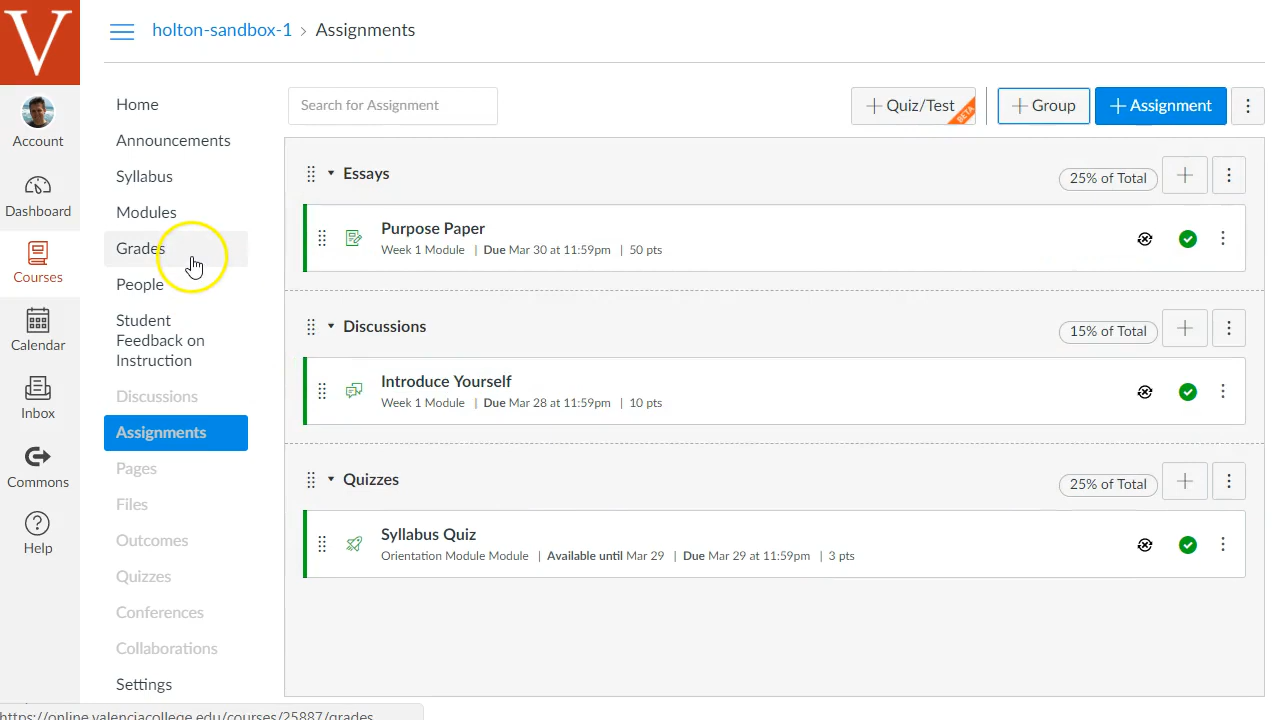 V
holton-sandbox-1 > Assignments
Account
Dashboard
Courses
Calendar
Inbox
Commons
Help
Home
Announcements
Syllabus
Modules
Grades
People
Student
Feedback on
Instruction
Discussions
Assignments
Pages
Files
Outcomes
Quizzes
Conferences
Collaborations
Settings
Search for Assignment
+ Quiz/Test
BETA
+ Group
+ Assignment
Essays
25% of Total
Purpose Paper
Week 1 Module | Due Mar 30 at 11:59pm | 50 pts
Discussions
15% of Total
Introduce Yourself
Week 1 Module | Due Mar 28 at 11:59pm | 10 pts
Quizzes
25% of Total
Syllabus Quiz
Orientation Module Module | Available until Mar 29 | Due Mar 29 at 11:59pm | 3 pts
https://online.valenciacollege.edu/courses/25887/grades